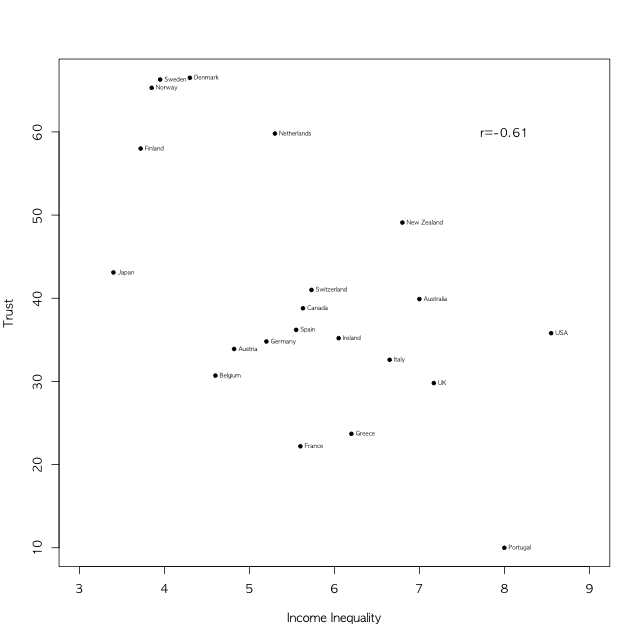 Sweden
Denmark
Norway
60
Netherlands
r=-0.61
Finland
50
New Zealand
Japan
Switzerland
40
Australia
Canada
Trust
Spain
USA
Ireland
Germany
Austria
Italy
30
Belgium
UK
Greece
France
20
10
Portugal
3 4 5 6 7 8 9
Income Inequality